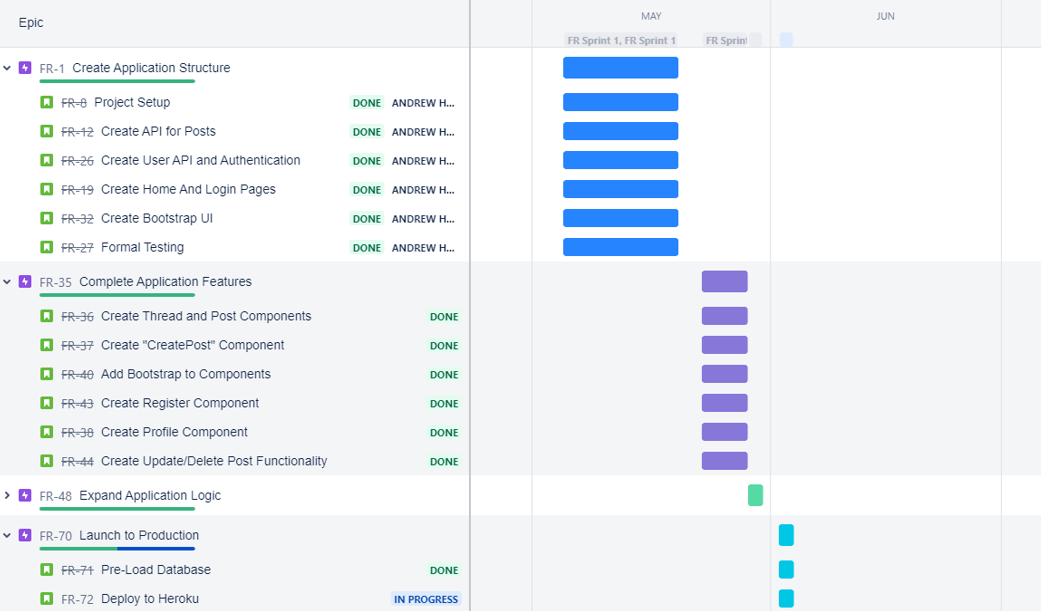 Epic
MAY
JUN
FR Sprint 1, FR Sprint 1
FR Sprint
FR-1 Create Application Structure
FR-8 Project Setup DONE ANDREW H...
FR-12 Create API for Posts DONE ANDREW H...
FR-26 Create User API and Authentication DONE ANDREW H...
FR-19 Create Home And Login Pages DONE ANDREW H...
FR-32 Create Bootstrap UI DONE ANDREW H...
FR-27 Formal Testing DONE ANDREW H...
FR-35 Complete Application Features
FR-36 Create Thread and Post Components DONE
FR-37 Create "CreatePost" Component DONE
FR-40 Add Bootstrap to Components DONE
FR-43 Create Register Component DONE
FR-38 Create Profile Component DONE
FR-44 Create Update/Delete Post Functionality DONE
FR-48 Expand Application Logic
FR-70 Launch to Production
FR-71 Pre-Load Database DONE
FR-72 Deploy to Heroku IN PROGRESS